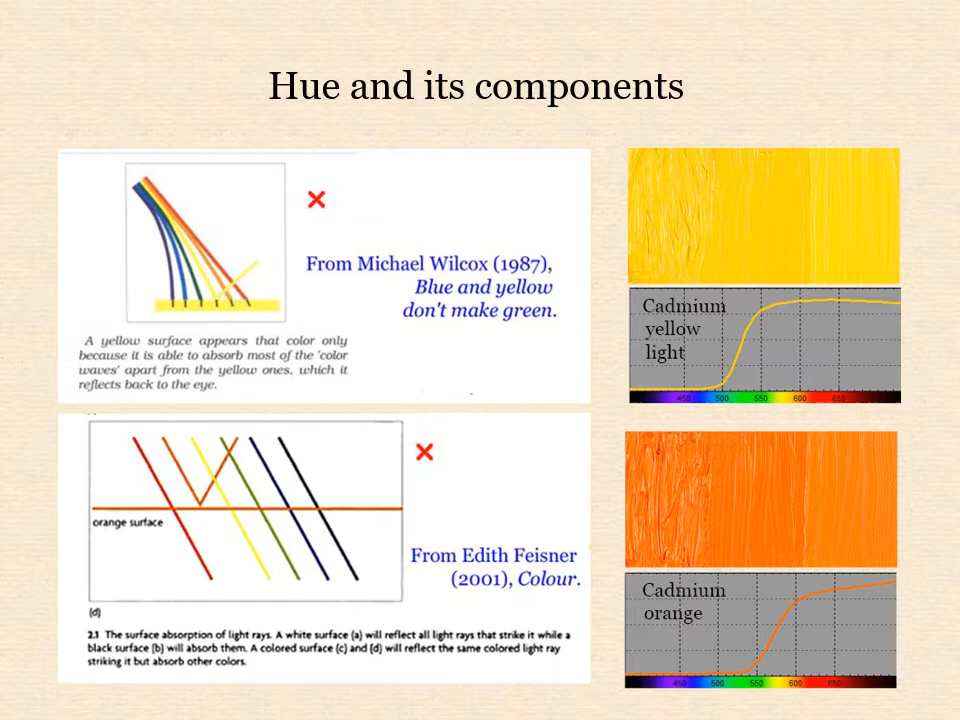 Hue and its components
×
From Michael Wilcox (1987),
Blue and yellow
don't make green.
A yellow surface appears that color only
because it is able to absorb most of the 'color
waves' apart from the yellow ones, which it
reflects back to the eye.
Cadmium
yellow
light
450 500 550 600 650
orange surface
×
From Edith Feisner
(2001), Colour.
(d)
2.1 The surface absorption of light rays. A white surface (a) will reflect all light rays that strike it while a
black surface (b) will absorb them. A colored surface (c) and (d) will reflect the same colored light ray
striking it but absorb other colors.
Cadmium
orange
450 500 550 600 650